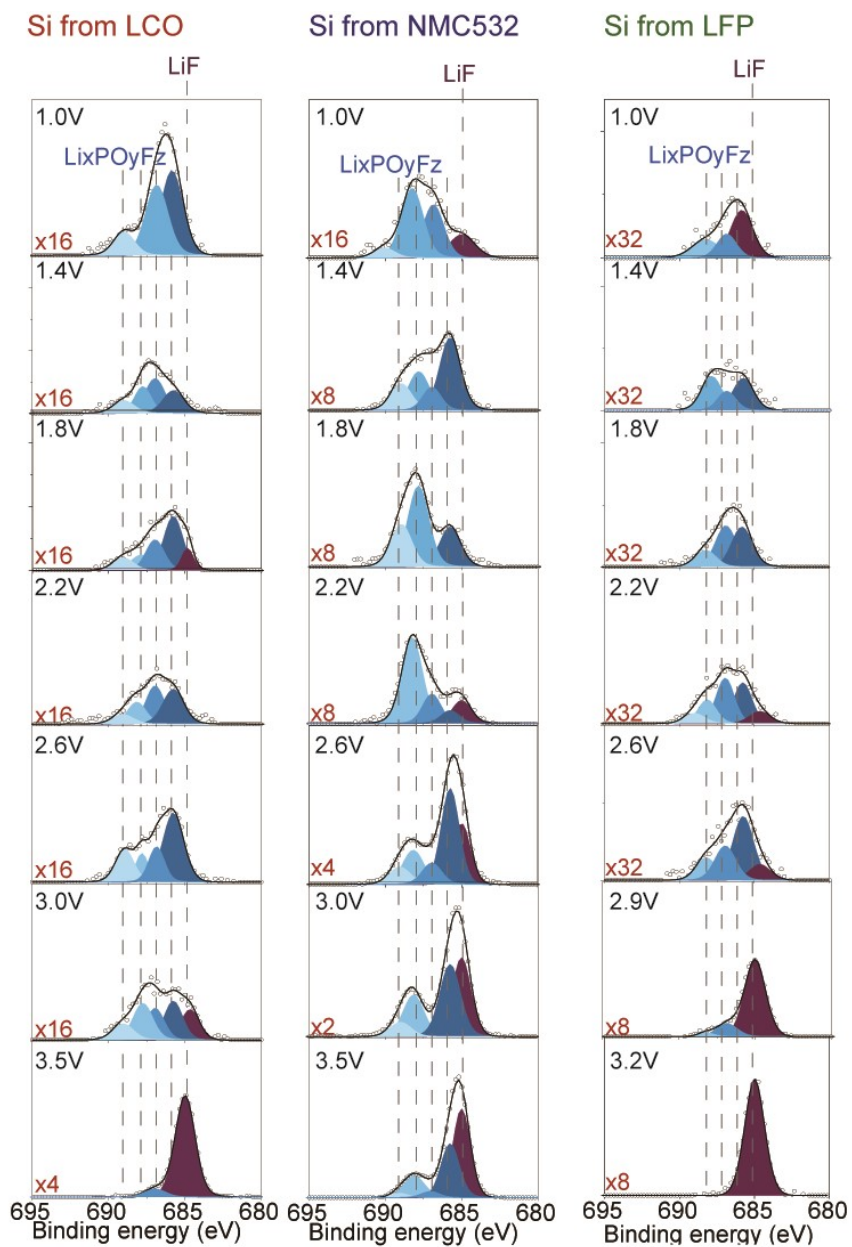 Si from LCO
Si from NMC532
Si from LFP
LiF
LiF
LiF
1.0V
LixPOyFz
x16
1.0V
LixPOyFz
x16
1.0V
LixPOyFz
x32
1.4V
x16
1.4V
x8
1.4V
x32
1.8V
x16
1.8V
x8
1.8V
x32
2.2V
x16
2.2V
x8
2.2V
x32
2.6V
x16
2.6V
x4
2.6V
x32
3.0V
x16
3.0V
x2
2.9V
x8
3.5V
x4
3.5V
3.2V
x8
695 690 685 680
695 690 685 680
695 690 685 680
Binding energy (eV)
Binding energy (eV)
Binding energy (eV)